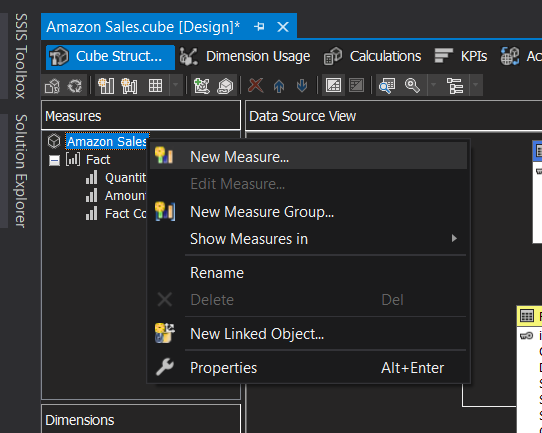 SSIS Toolbox
Solution Explorer
Amazon Sales.cube [Design]*
Cube Struct...
Dimension Usage
Calculations
KPIs
Ac
Measures
Data Source View
Amazon Sales
Fact
Quantit
Amoun
Fact Co
New Measure...
Edit Measure...
New Measure Group...
Show Measures in
Rename
Delete Del
New Linked Object...
Properties Alt+Enter
Dimensions